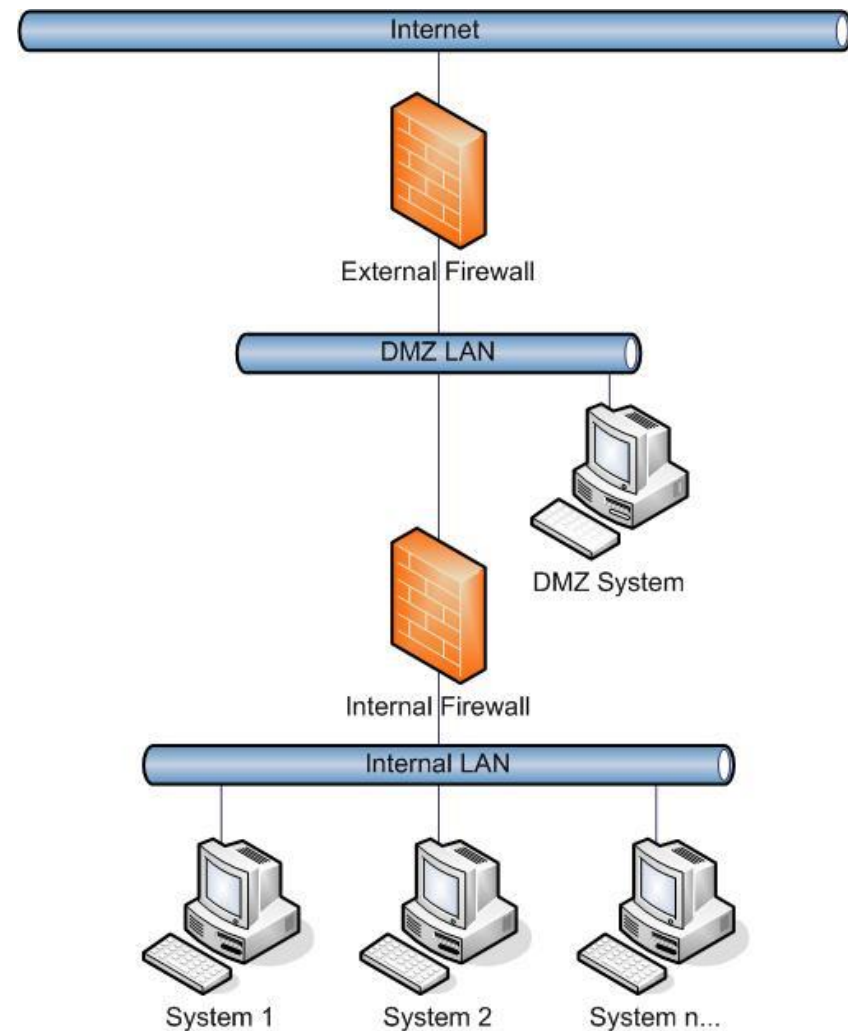 Internet
External Firewall
DMZ LAN
DMZ System
Internal Firewall
Internal LAN
System 1
System 2
System n...